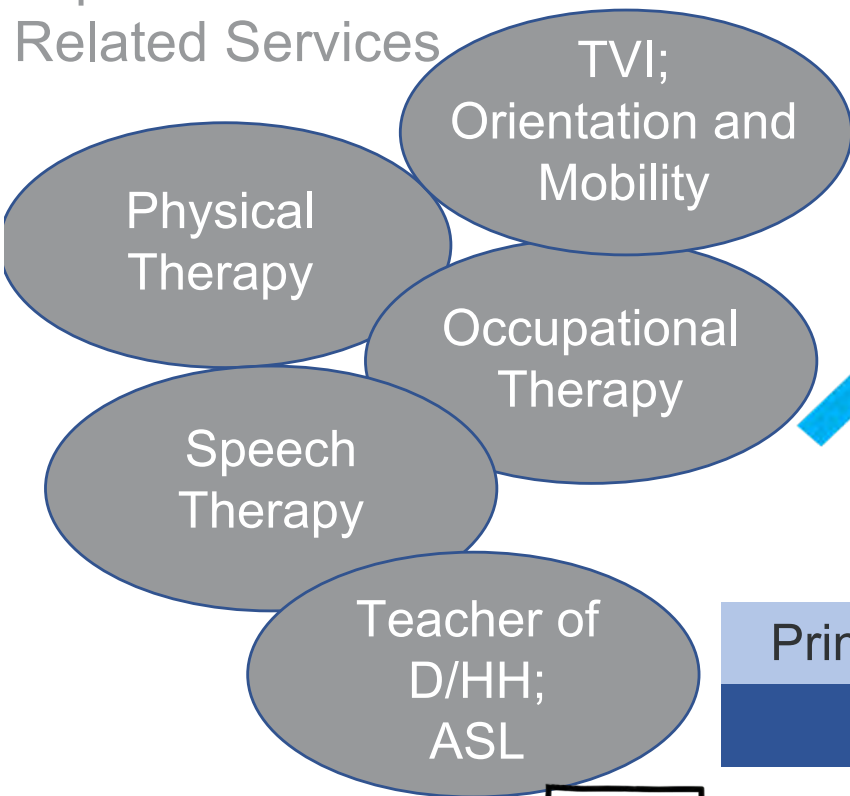 Related Services
TVI;
Orientation and
Mobility
Physical
Therapy
Occupational
Therapy
Speech
Therapy
Teacher of
D/HH;
ASL